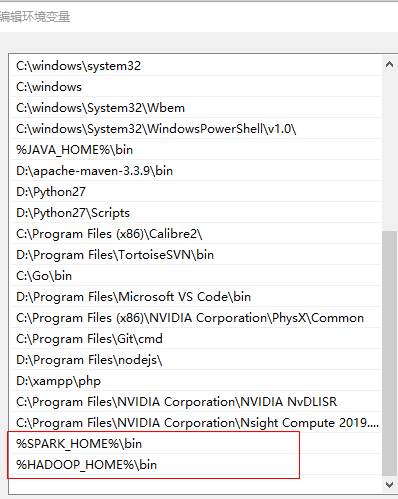 编辑环境变量
C:\windows\system32
C:\windows
C:\windows\System32\Wbem
C:\windows\System32\WindowsPowerShell\v1.0\
%JAVA_HOME%\bin
D:\apache-maven-3.3.9\bin
D:\Python27
D:\Python27\Scripts
C:\Program Files (x86)\Calibre2\
D:\Program Files\TortoiseSVN\bin
C:\Go\bin
D:\Program Files\Microsoft VS Code\bin
C:\Program Files (x86)\NVIDIA Corporation\PhysX\Common
C:\Program Files\Git\cmd
D:\Program Files\nodejs\
D:\xampp\php
C:\Program Files\NVIDIA Corporation\NVIDIA NvDLISR
C:\Program Files\NVIDIA Corporation\Nsight Compute 2019....
%SPARK_HOME%\bin
%HADOOP_HOME%\bin